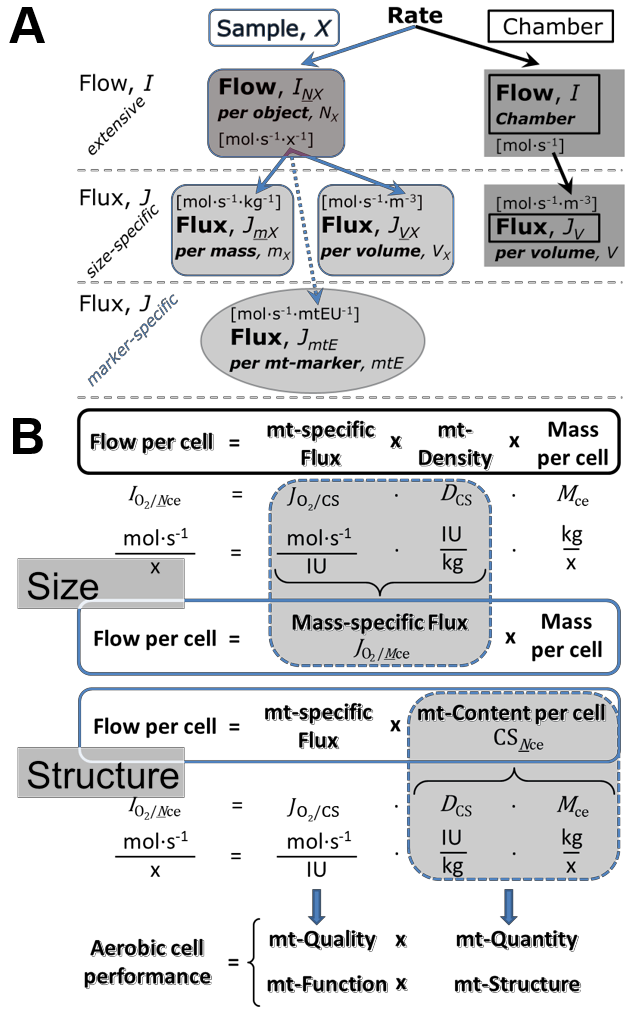 A
Rate
Sample, X
Chamber
Flow, I
extensive
Flow, I_NX
per object, N_X
[mol·s⁻¹·x⁻¹]
Flow, I
Chamber
[mol·s⁻¹]
Flux, J
size-specific
[mol·s⁻¹·kg⁻¹]
Flux, J_mX
per mass, m_X
[mol·s⁻¹·m⁻³]
Flux, J_VX
per volume, V_X
[mol·s⁻¹·m⁻³]
Flux, J_V
per volume, V
Flux, J
marker-specific
[mol·s⁻¹·mtEU⁻¹]
Flux, J_mtE
per mt-marker, mtE
B
Flow per cell = mt-specific Flux x mt-Density x Mass per cell
I_O₂/Nce = J_O₂/CS · D_CS · M_ce
mol·s⁻¹/x = mol·s⁻¹/IU · IU/kg · kg/x
Size
Flow per cell = Mass-specific Flux J_O₂/Mce x Mass per cell
Flow per cell = mt-specific Flux x mt-Content per cell CS_Nce
Structure
I_O₂/Nce = J_O₂/CS · D_CS · M_ce
mol·s⁻¹/x = mol·s⁻¹/IU · IU/kg · kg/x
Aerobic cell performance = { mt-Quality x mt-Quantity
mt-Function x mt-Structure